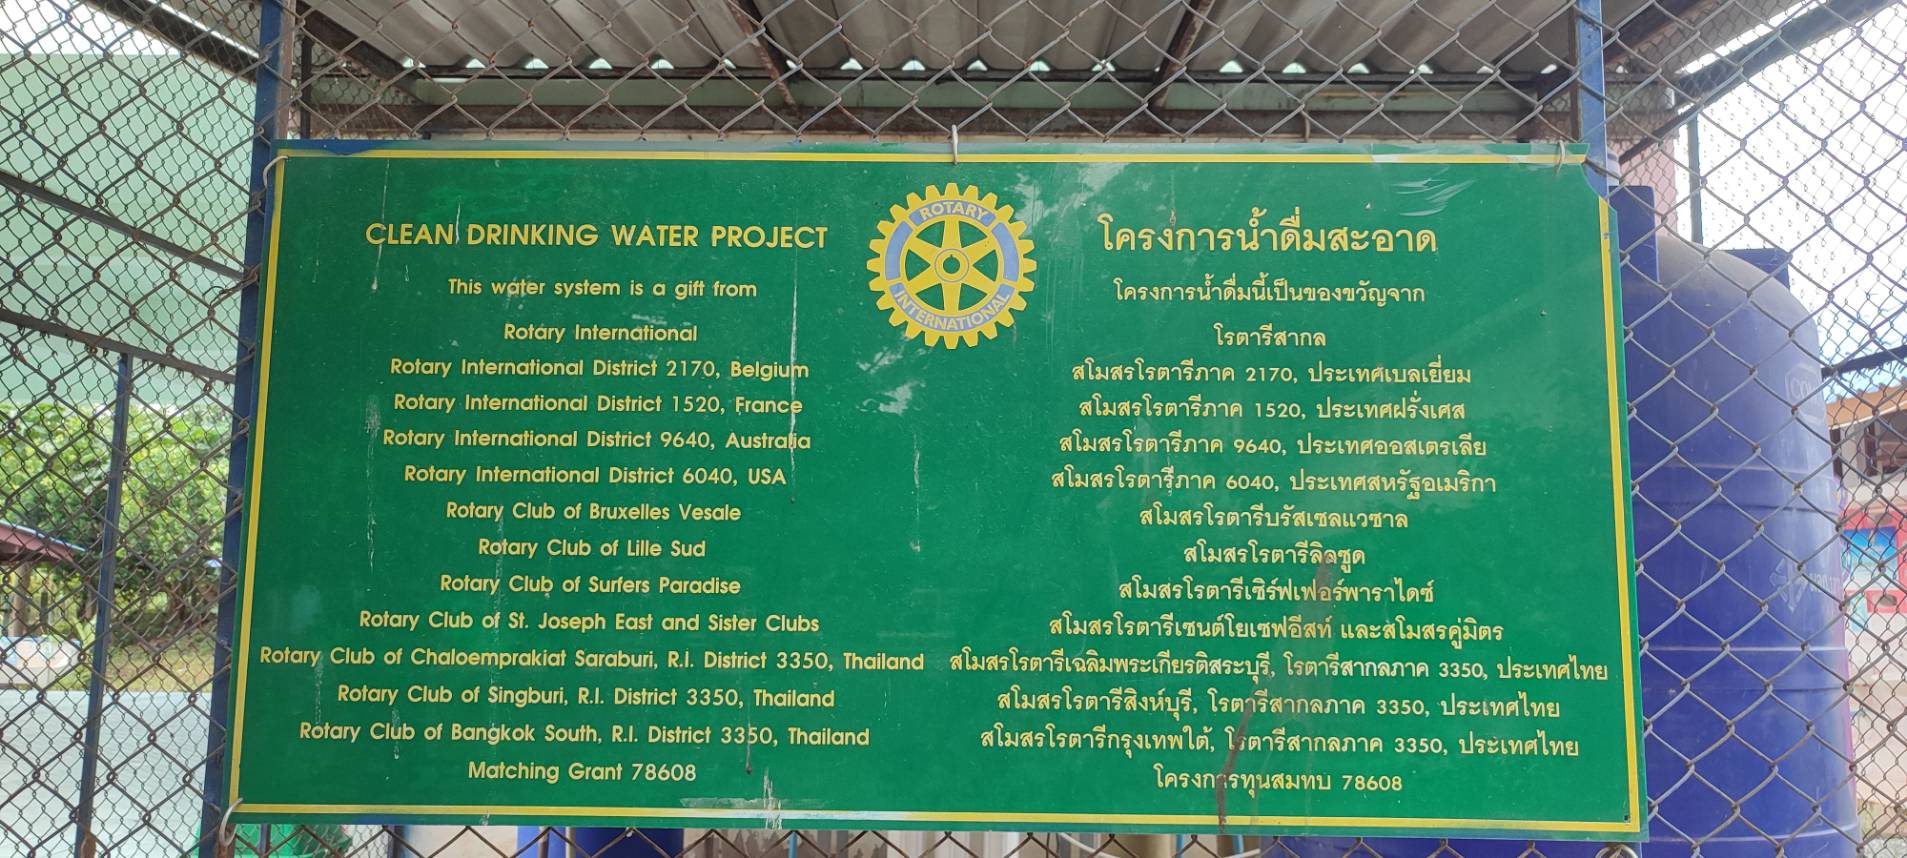 CLEAN DRINKING WATER PROJECT
This water system is a gift from
Rotary International
Rotary International District 2170, Belgium
Rotary International District 1520, France
Rotary International District 9640, Australia
Rotary International District 6040, USA
Rotary Club of Bruxelles Vesale
Rotary Club of Lille Sud
Rotary Club of Surfers Paradise
Rotary Club of St. Joseph East and Sister Clubs
Rotary Club of Chaloemprakiat Saraburi, R.I. District 3350, Thailand
Rotary Club of Singburi, R.I. District 3350, Thailand
Rotary Club of Bangkok South, R.I. District 3350, Thailand
Matching Grant 78608
ROTARY
INTERNATIONAL
โครงการน้ำดื่มสะอาด
โครงการน้ำดื่มนี้เป็นของขวัญจาก
โรตารีสากล
สโมสรโรตารีภาค 2170, ประเทศเบลเยี่ยม
สโมสรโรตารีภาค 1520, ประเทศฝรั่งเศส
สโมสรโรตารีภาค 9640, ประเทศออสเตรเลีย
สโมสรโรตารีภาค 6040, ประเทศสหรัฐอเมริกา
สโมสรโรตารีบรัสเซลแวซาล
สโมสรโรตารีลิลซูด
สโมสรโรตารีเซิร์ฟเฟอร์พาราไดซ์
สโมสรโรตารีเซนต์โยเซฟอีสท์ และสโมสรคู่มิตร
สโมสรโรตารีเฉลิมพระเกียรติสระบุรี, โรตารีสากลภาค 3350, ประเทศไทย
สโมสรโรตารีสิงห์บุรี, โรตารีสากลภาค 3350, ประเทศไทย
สโมสรโรตารีกรุงเทพใต้, โรตารีสากลภาค 3350, ประเทศไทย
โครงการทุนสมทบ 78608